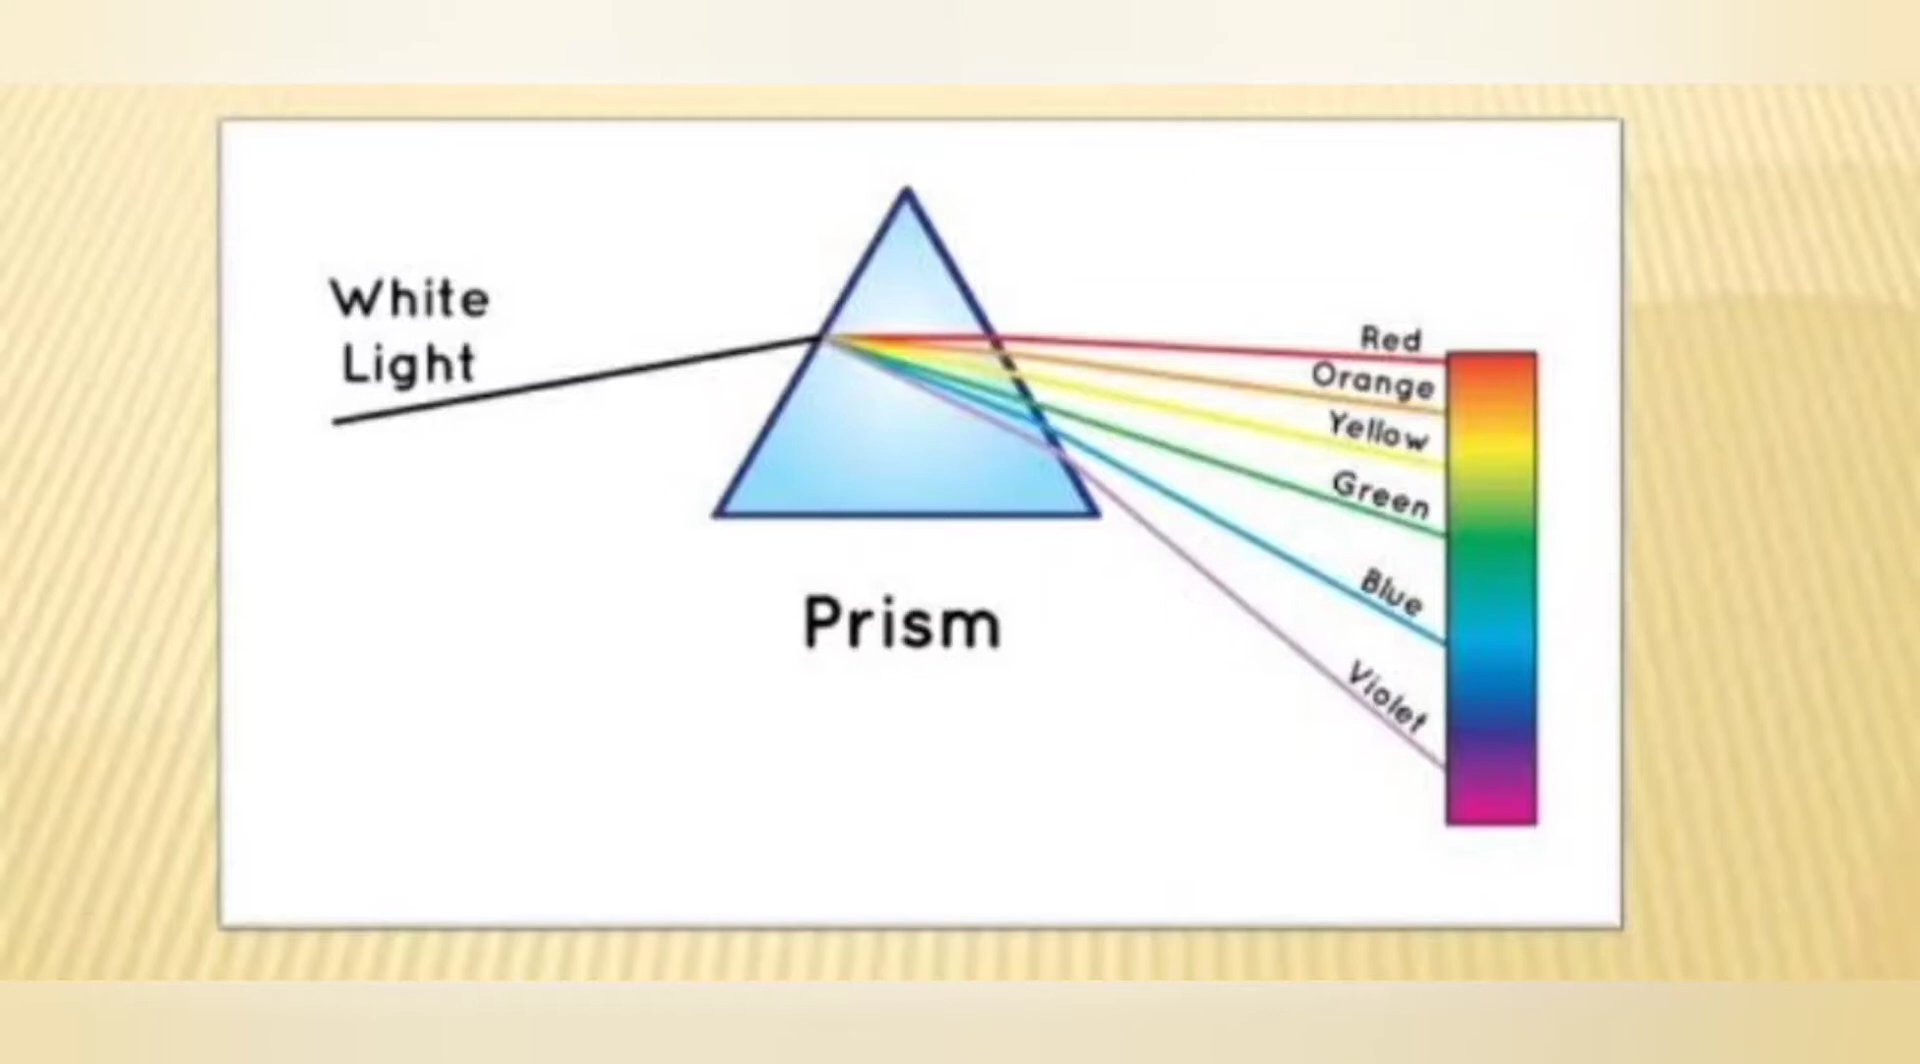 White
Light
Red
Orange
Yellow
Green
Blue
Violet
Prism